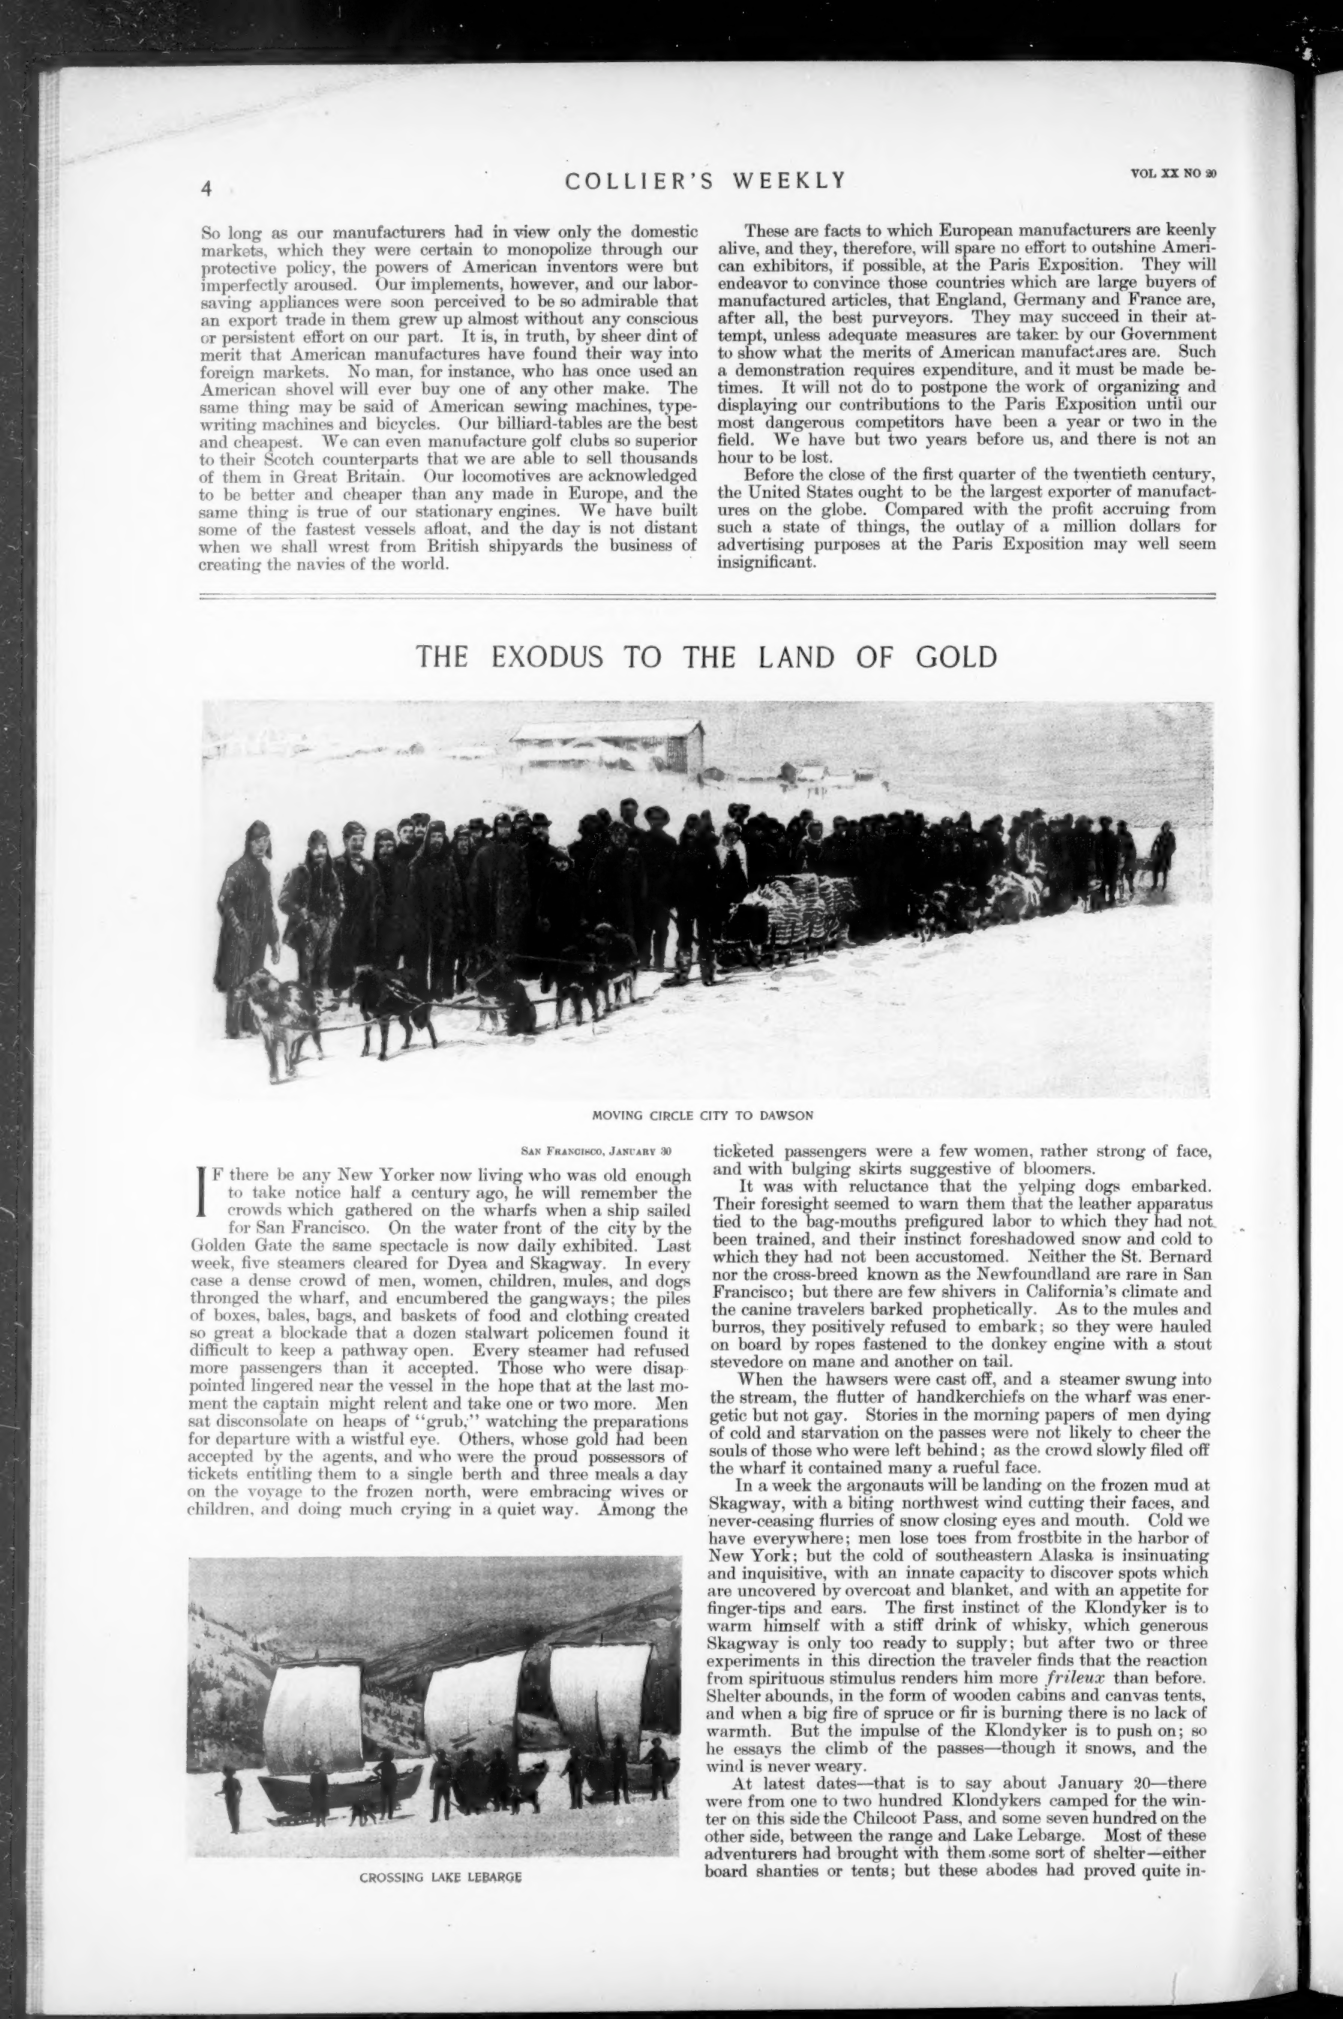 4
COLLIER'S WEEKLY
VOL XX NO 20
So long as our manufacturers had in view only the domestic
markets, which they were certain to monopolize through our
protective policy, the powers of American inventors were but
imperfectly aroused. Our implements, however, and our labor-
saving appliances were soon perceived to be so admirable that
an export trade in them grew up almost without any conscious
or persistent effort on our part. It is, in truth, by sheer dint of
merit that American manufactures have found their way into
foreign markets. No man, for instance, who has once used an
American shovel will ever buy one of any other make. The
same thing may be said of American sewing machines, type-
writing machines and bicycles. Our billiard-tables are the best
and cheapest. We can even manufacture golf clubs so superior
to their Scotch counterparts that we are able to sell thousands
of them in Great Britain. Our locomotives are acknowledged
to be better and cheaper than any made in Europe, and the
same thing is true of our stationary engines. We have built
some of the fastest vessels afloat, and the day is not distant
when we shall wrest from British shipyards the business of
creating the navies of the world.
These are facts to which European manufacturers are keenly
alive, and they, therefore, will spare no effort to outshine Ameri-
can exhibitors, if possible, at the Paris Exposition. They will
endeavor to convince those countries which are large buyers of
manufactured articles, that England, Germany and France are,
after all, the best purveyors. They may succeed in their at-
tempt, unless adequate measures are taken by our Government
to show what the merits of American manufactures are. Such
a demonstration requires expenditure, and it must be made be-
times. It will not do to postpone the work of organizing and
displaying our contributions to the Paris Exposition until our
most dangerous competitors have been a year or two in the
field. We have but two years before us, and there is not an
hour to be lost.
Before the close of the first quarter of the twentieth century,
the United States ought to be the largest exporter of manufact-
ures on the globe. Compared with the profit accruing from
such a state of things, the outlay of a million dollars for
advertising purposes at the Paris Exposition may well seem
insignificant.
THE EXODUS TO THE LAND OF GOLD
MOVING CIRCLE CITY TO DAWSON
SAN FRANCISCO, JANUARY 30
IF there be any New Yorker now living who was old enough
to take notice half a century ago, he will remember the
crowds which gathered on the wharfs when a ship sailed
for San Francisco. On the water front of the city by the
Golden Gate the same spectacle is now daily exhibited. Last
week, five steamers cleared for Dyea and Skagway. In every
case a dense crowd of men, women, children, mules, and dogs
thronged the wharf, and encumbered the gangways; the piles
of boxes, bales, bags, and baskets of food and clothing created
so great a blockade that a dozen stalwart policemen found it
difficult to keep a pathway open. Every steamer had refused
more passengers than it accepted. Those who were disap-
pointed lingered near the vessel in the hope that at the last mo-
ment the captain might relent and take one or two more. Men
sat disconsolate on heaps of "grub," watching the preparations
for departure with a wistful eye. Others, whose gold had been
accepted by the agents, and who were the proud possessors of
tickets entitling them to a single berth and three meals a day
on the voyage to the frozen north, were embracing wives or
children, and doing much crying in a quiet way. Among the
CROSSING LAKE LEBARGE
ticketed passengers were a few women, rather strong of face,
and with bulging skirts suggestive of bloomers.
It was with reluctance that the yelping dogs embarked.
Their foresight seemed to warn them that the leather apparatus
tied to the bag-mouths prefigured labor to which they had not
been trained, and their instinct foreshadowed snow and cold to
which they had not been accustomed. Neither the St. Bernard
nor the cross-breed known as the Newfoundland are rare in San
Francisco; but there are few shivers in California's climate and
the canine travelers barked prophetically. As to the mules and
burros, they positively refused to embark; so they were hauled
on board by ropes fastened to the donkey engine with a stout
stevedore on mane and another on tail.
When the hawsers were cast off, and a steamer swung into
the stream, the flutter of handkerchiefs on the wharf was ener-
getic but not gay. Stories in the morning papers of men dying
of cold and starvation on the passes were not likely to cheer the
souls of those who were left behind; as the crowd slowly filed off
the wharf it contained many a rueful face.
In a week the argonauts will be landing on the frozen mud at
Skagway, with a biting northwest wind cutting their faces, and
never-ceasing flurries of snow closing eyes and mouth. Cold we
have everywhere; men lose toes from frostbite in the harbor of
New York; but the cold of southeastern Alaska is insinuating
and inquisitive, with an innate capacity to discover spots which
are uncovered by overcoat and blanket, and with an appetite for
finger-tips and ears. The first instinct of the Klondyker is to
warm himself with a stiff drink of whisky, which generous
Skagway is only too ready to supply; but after two or three
experiments in this direction the traveler finds that the reaction
from spirituous stimulus renders him more frileux than before.
Shelter abounds, in the form of wooden cabins and canvas tents,
and when a big fire of spruce or fir is burning there is no lack of
warmth. But the impulse of the Klondyker is to push on; so
he essays the climb of the passes—though it snows, and the
wind is never weary.
At latest dates—that is to say about January 20—there
were from one to two hundred Klondykers camped for the win-
ter on this side the Chilcoot Pass, and some seven hundred on the
other side, between the range and Lake Lebarge. Most of these
adventurers had brought with them some sort of shelter—either
board shanties or tents; but these abodes had proved quite in-